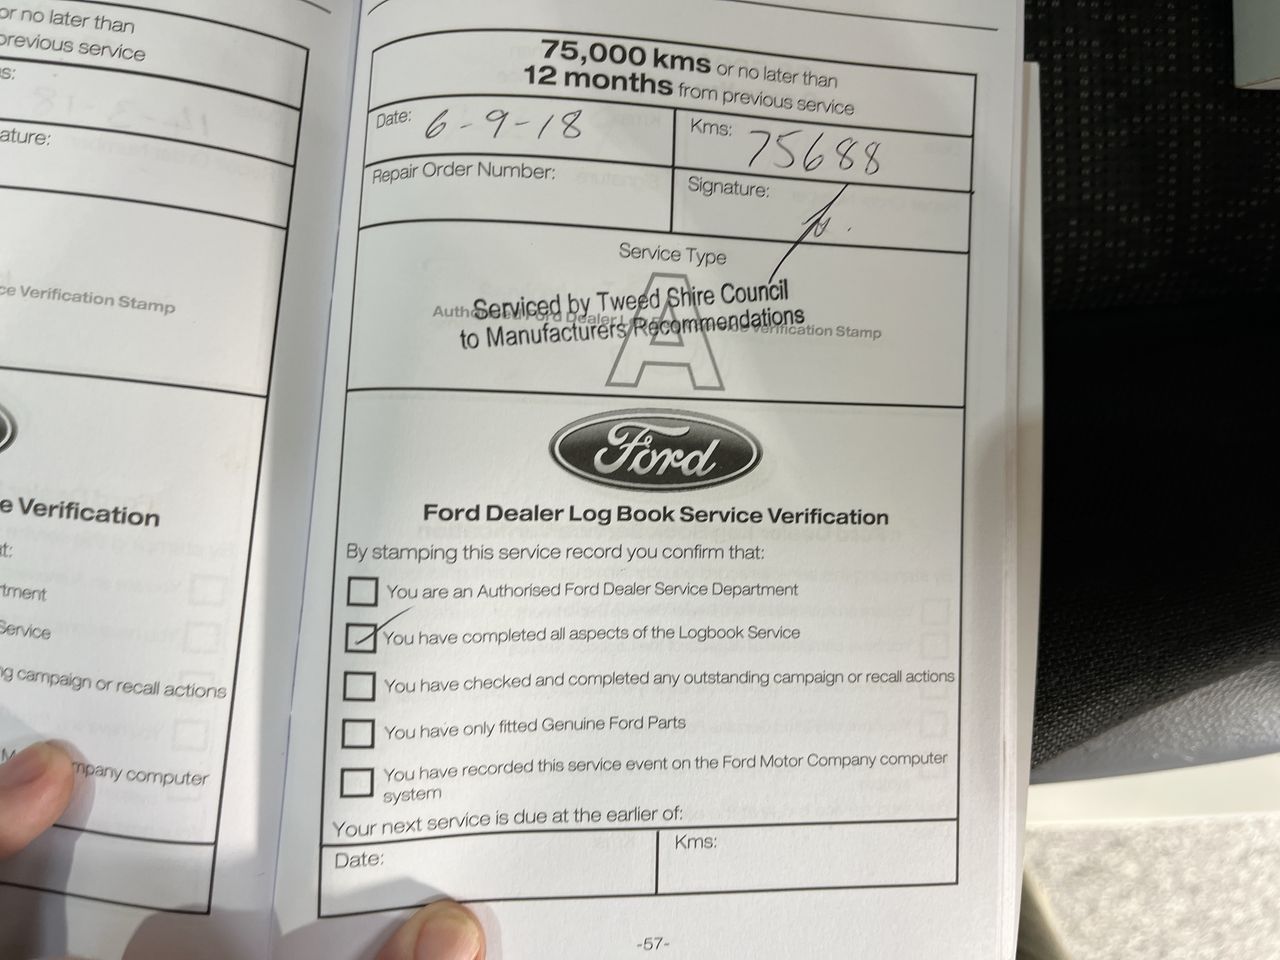 or no later than
previous service
s:
ature:
ce Verification Stamp
e Verification
t:
rtment
Service
ng campaign or recall actions
mpany computer
75,000 kms or no later than
12 months from previous service
Date: 6-9-18
Kms: 75688
Repair Order Number:
Signature:
Service Type
A
Serviced by Tweed Shire Council
to Manufacturers Recommendations
Verification Stamp
Ford
Ford Dealer Log Book Service Verification
By stamping this service record you confirm that:
You are an Authorised Ford Dealer Service Department
You have completed all aspects of the Logbook Service
You have checked and completed any outstanding campaign or recall actions
You have only fitted Genuine Ford Parts
You have recorded this service event on the Ford Motor Company computer
system
Your next service is due at the earlier of:
Date:
Kms:
-57-